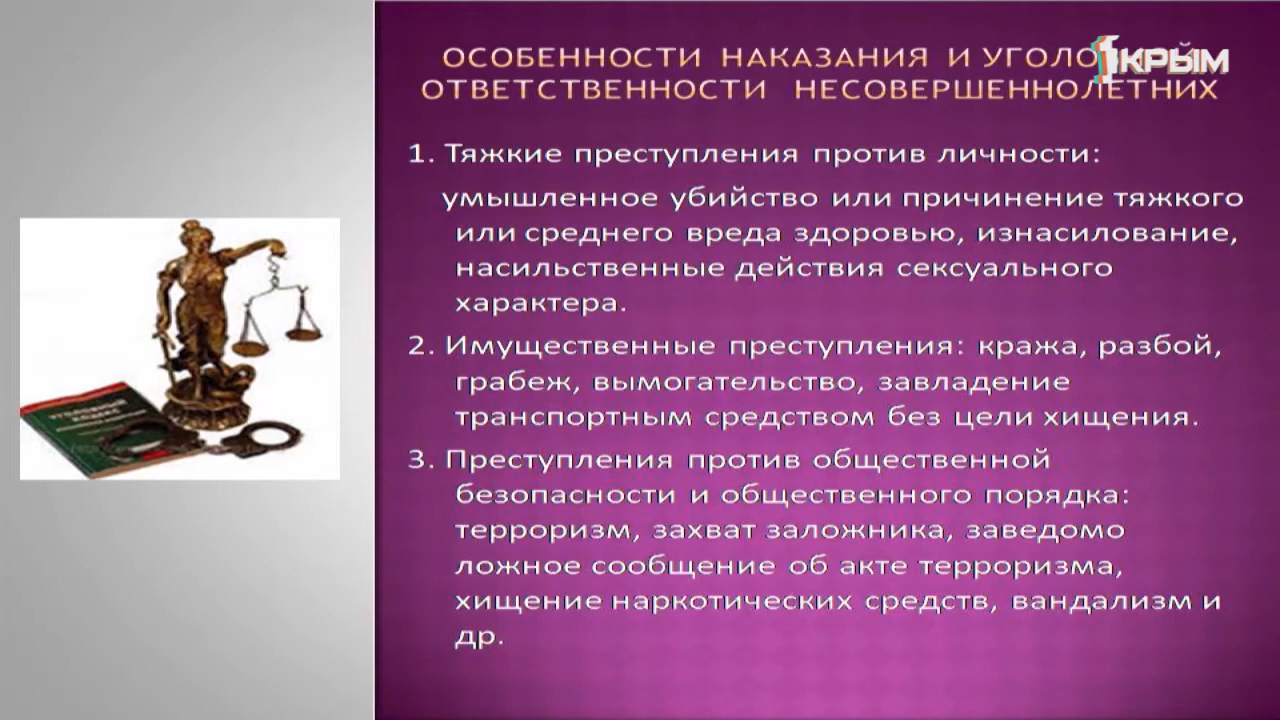 ОСОБЕННОСТИ НАКАЗАНИЯ И
1КРЫМ
ОТВЕТСТВЕННОСТИ НЕСОВЕРШЕННОЛЕТНИХ
1. Тяжкие преступления против личности:
умышленное убийство или причинение тяжкого
или среднего вреда здоровью, изнасилование,
насильственные действия сексуального
характера.
2. Имущественные преступления: кража, разбой,
грабеж, вымогательство, завладение
транспортным средством без цели хищения.
3. Преступления против общественной
безопасности и общественного порядка:
терроризм, захват заложника, заведомо
ложное сообщение об акте терроризма,
хищение наркотических средств, вандализм и
др.
УГОЛОВНЫЙ
КОДЕКС